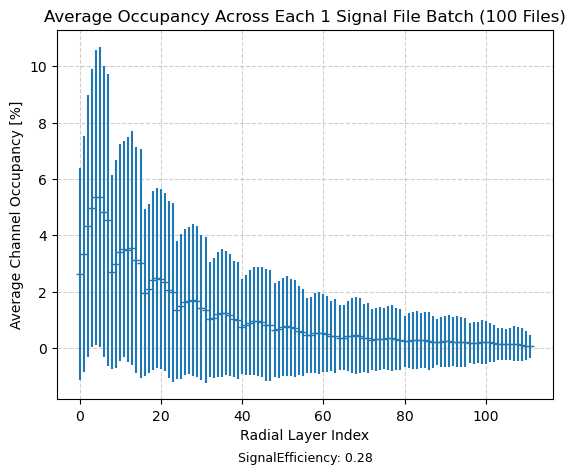 Average Occupancy Across Each 1 Signal File Batch (100 Files)
Average Channel Occupancy [%]
10
8
6
4
2
0
0 20 40 60 80 100
Radial Layer Index
SignalEfficiency: 0.28